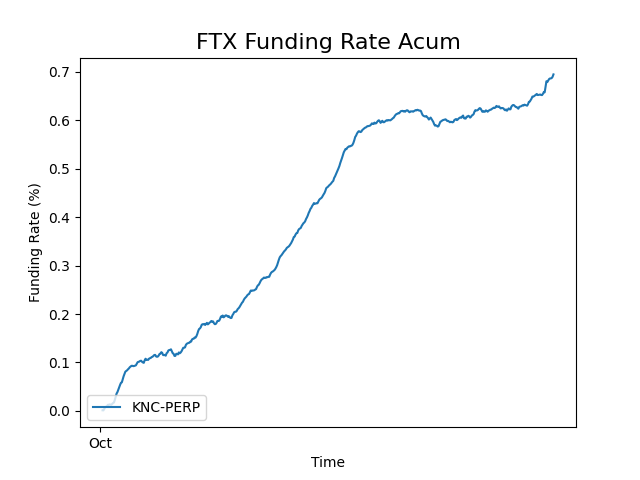 FTX Funding Rate Acum
Funding Rate (%)
0.7
0.6
0.5
0.4
0.3
0.2
0.1
0.0
KNC-PERP
Oct
Time